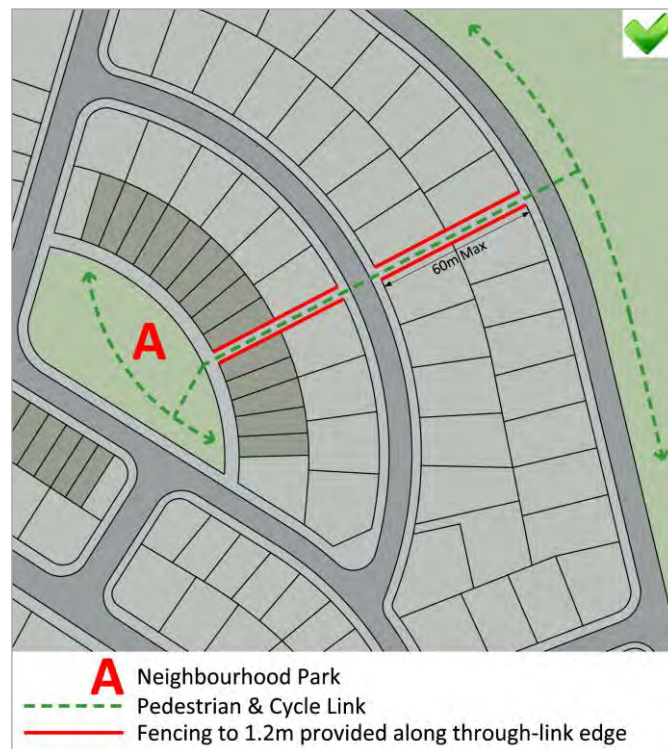 60m Max
A
A Neighbourhood Park
Pedestrian & Cycle Link
Fencing to 1.2m provided along through-link edge